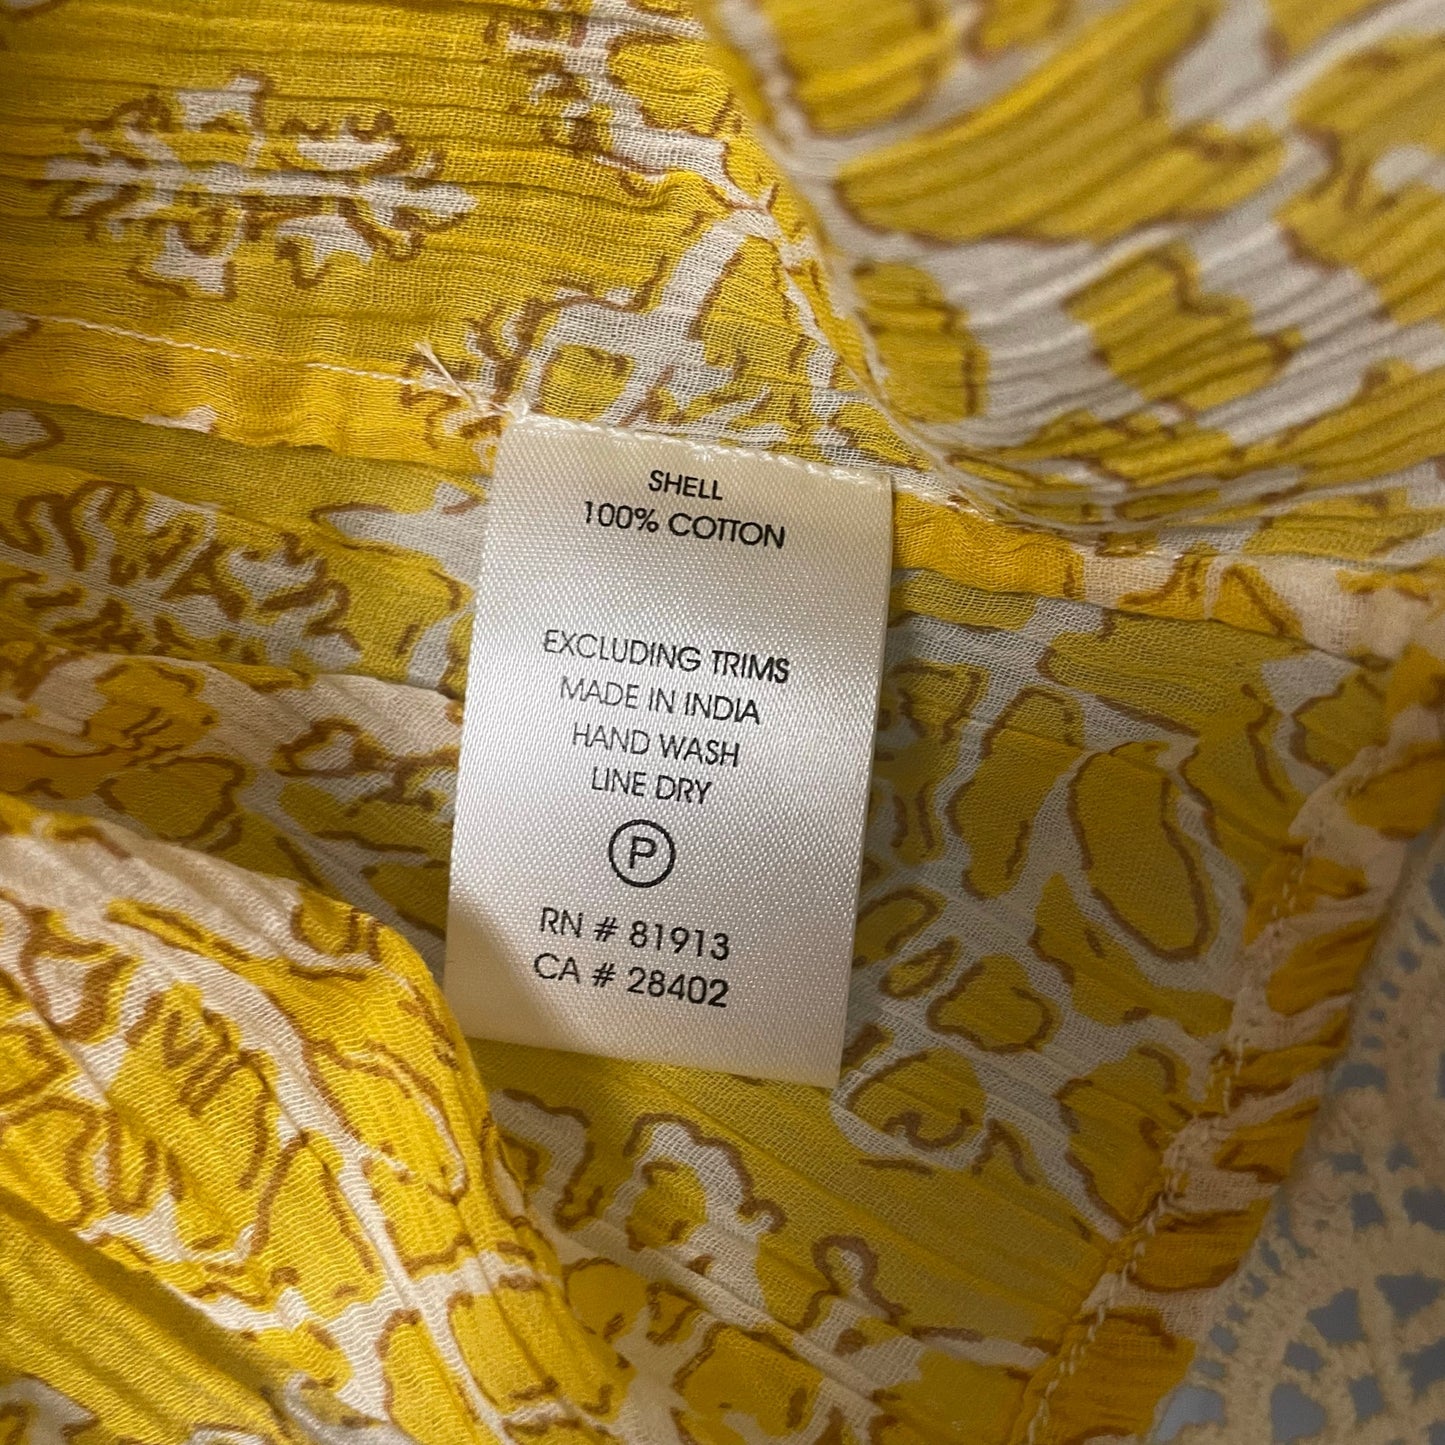 SHELL
100% COTTON
EXCLUDING TRIMS
MADE IN INDIA
HAND WASH
LINE DRY
P
RN # 81913
CA # 28402